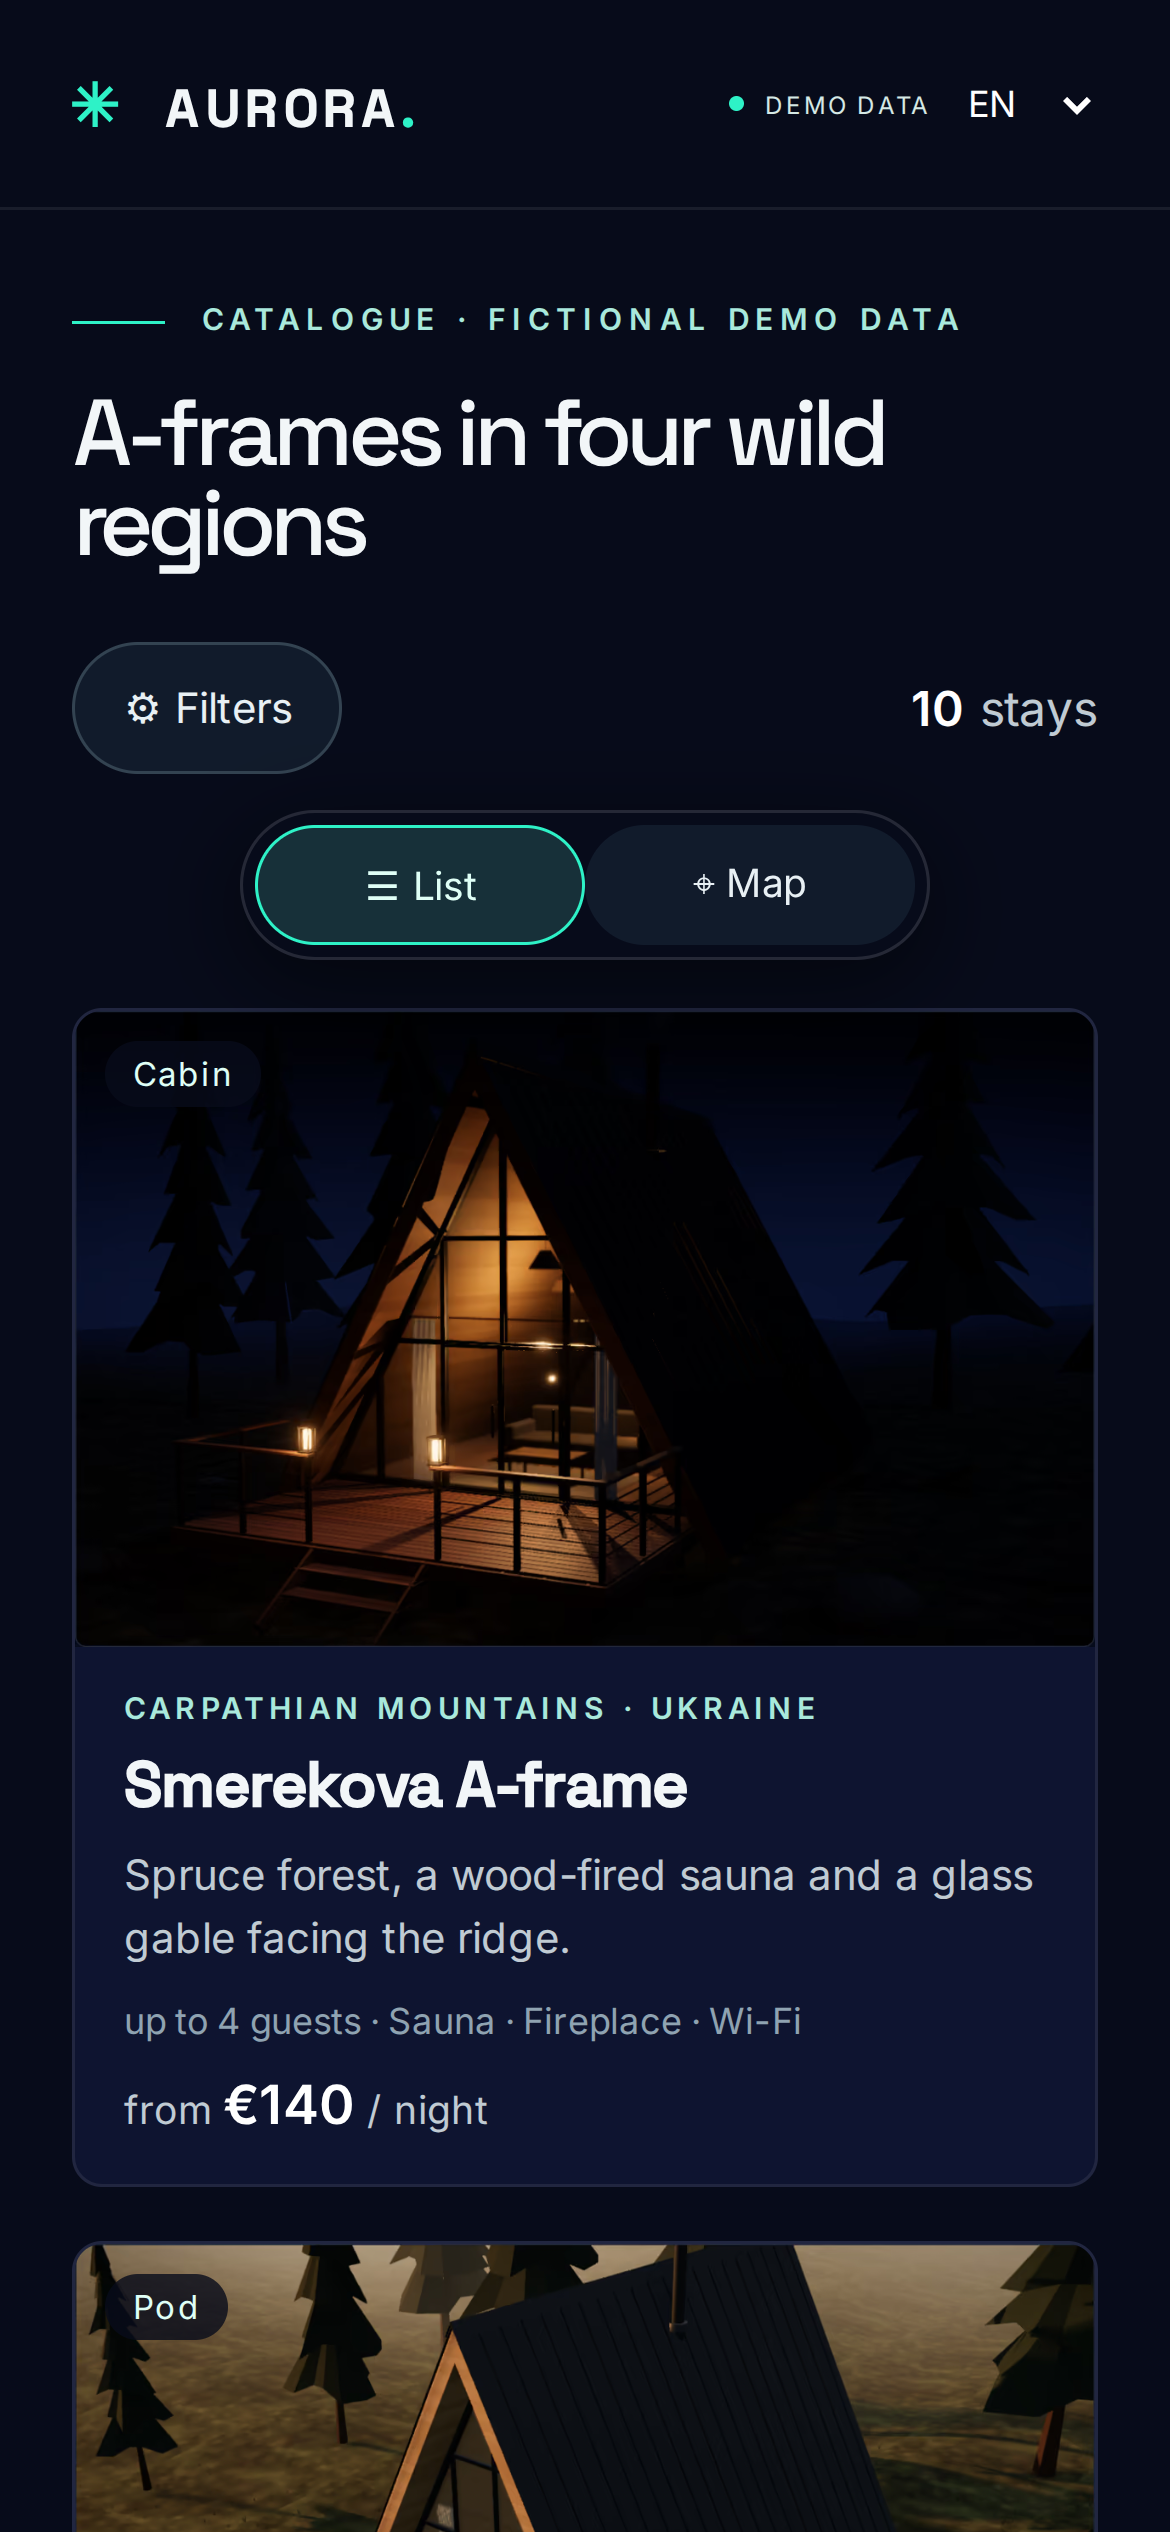 AURORA.
DEMO DATA EN
CATALOGUE · FICTIONAL DEMO DATA
A-frames in four wild
regions
⚙ Filters
10 stays
☰ List
⌖ Map
Cabin
CARPATHIAN MOUNTAINS · UKRAINE
Smerekova A-frame
Spruce forest, a wood-fired sauna and a glass
gable facing the ridge.
up to 4 guests · Sauna · Fireplace · Wi-Fi
from €140 / night
Pod